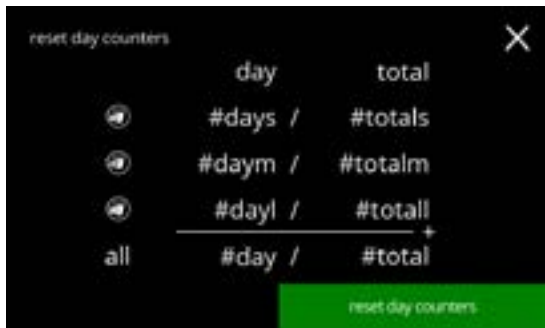 reset day counters
day total
#days / #totals
#daym / #totalm
#dayl / #totall
+
all #day / #total
reset day counters